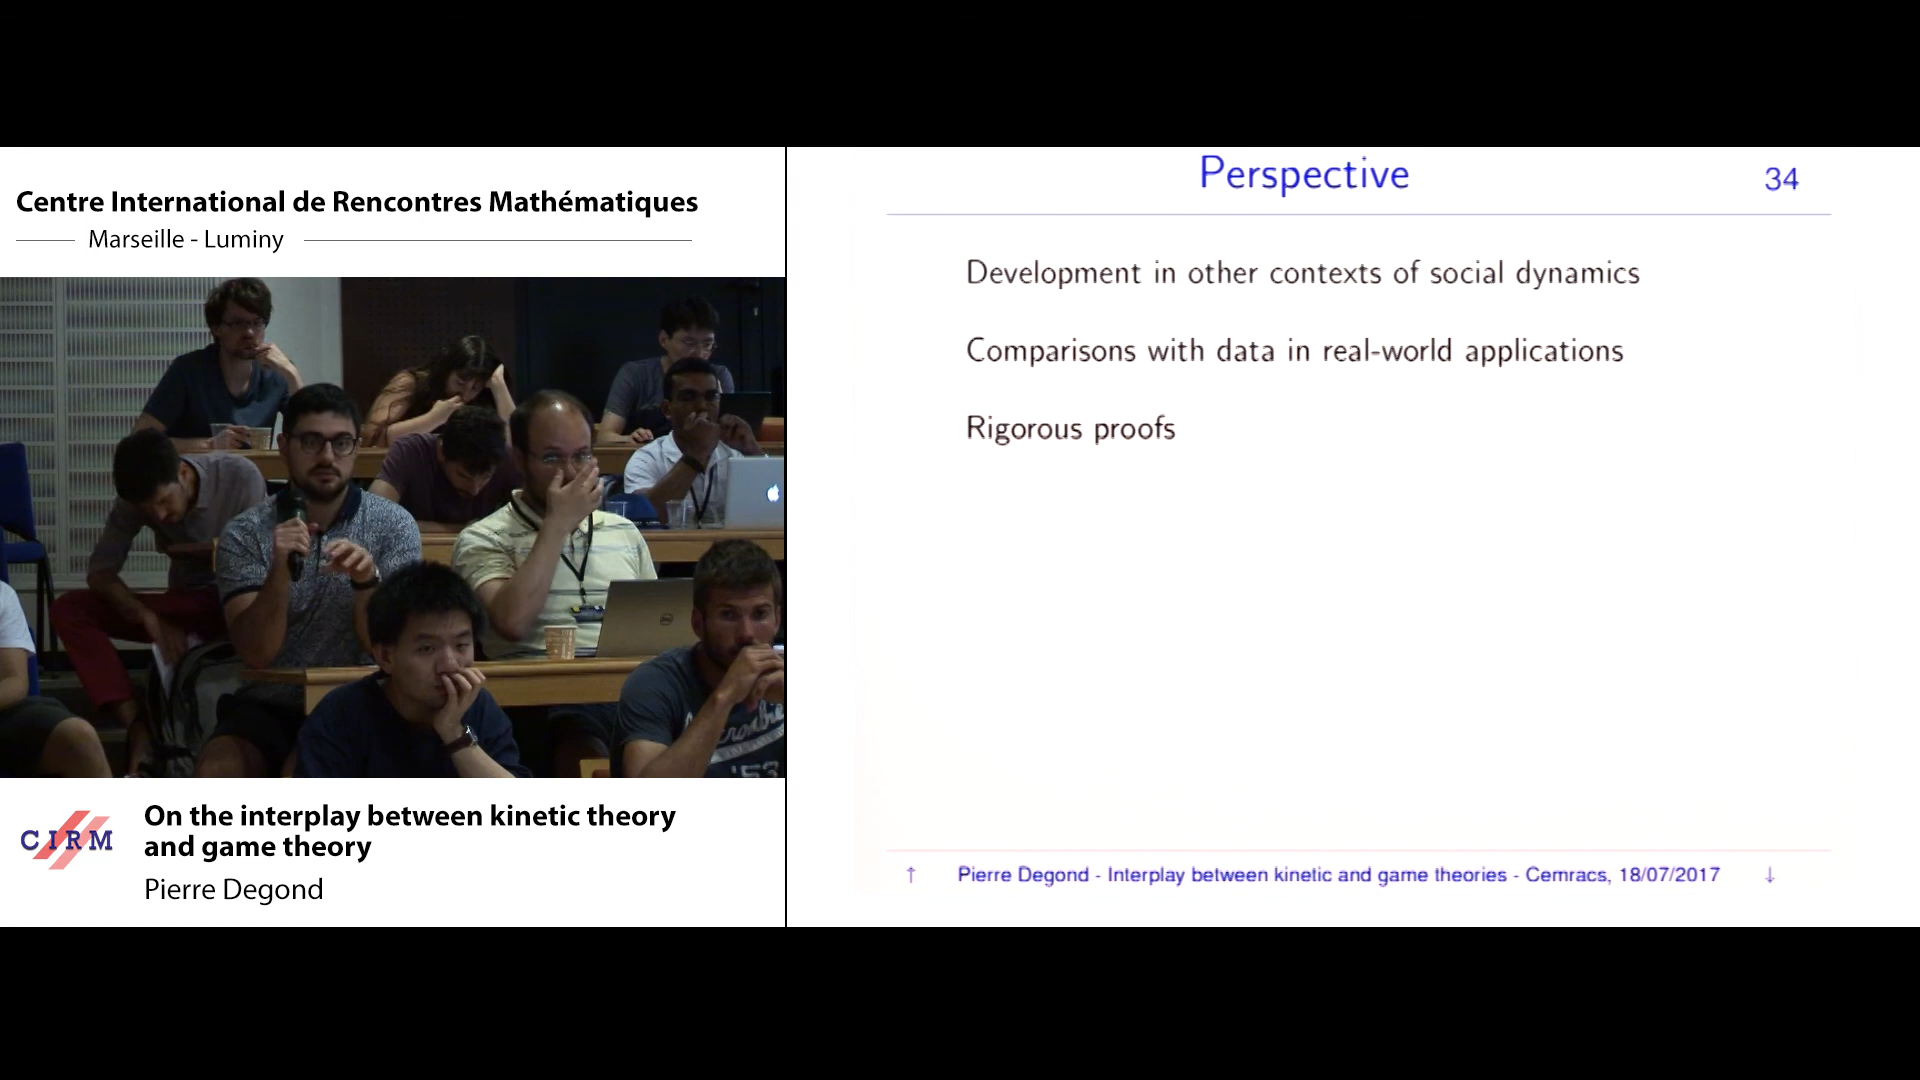 Centre International de Rencontres Mathématiques
Marseille - Luminy
CIRM
On the interplay between kinetic theory
and game theory
Pierre Degond
Perspective
34
Development in other contexts of social dynamics
Comparisons with data in real-world applications
Rigorous proofs
↑ Pierre Degond - Interplay between kinetic and game theories - Cemracs, 18/07/2017 ↓